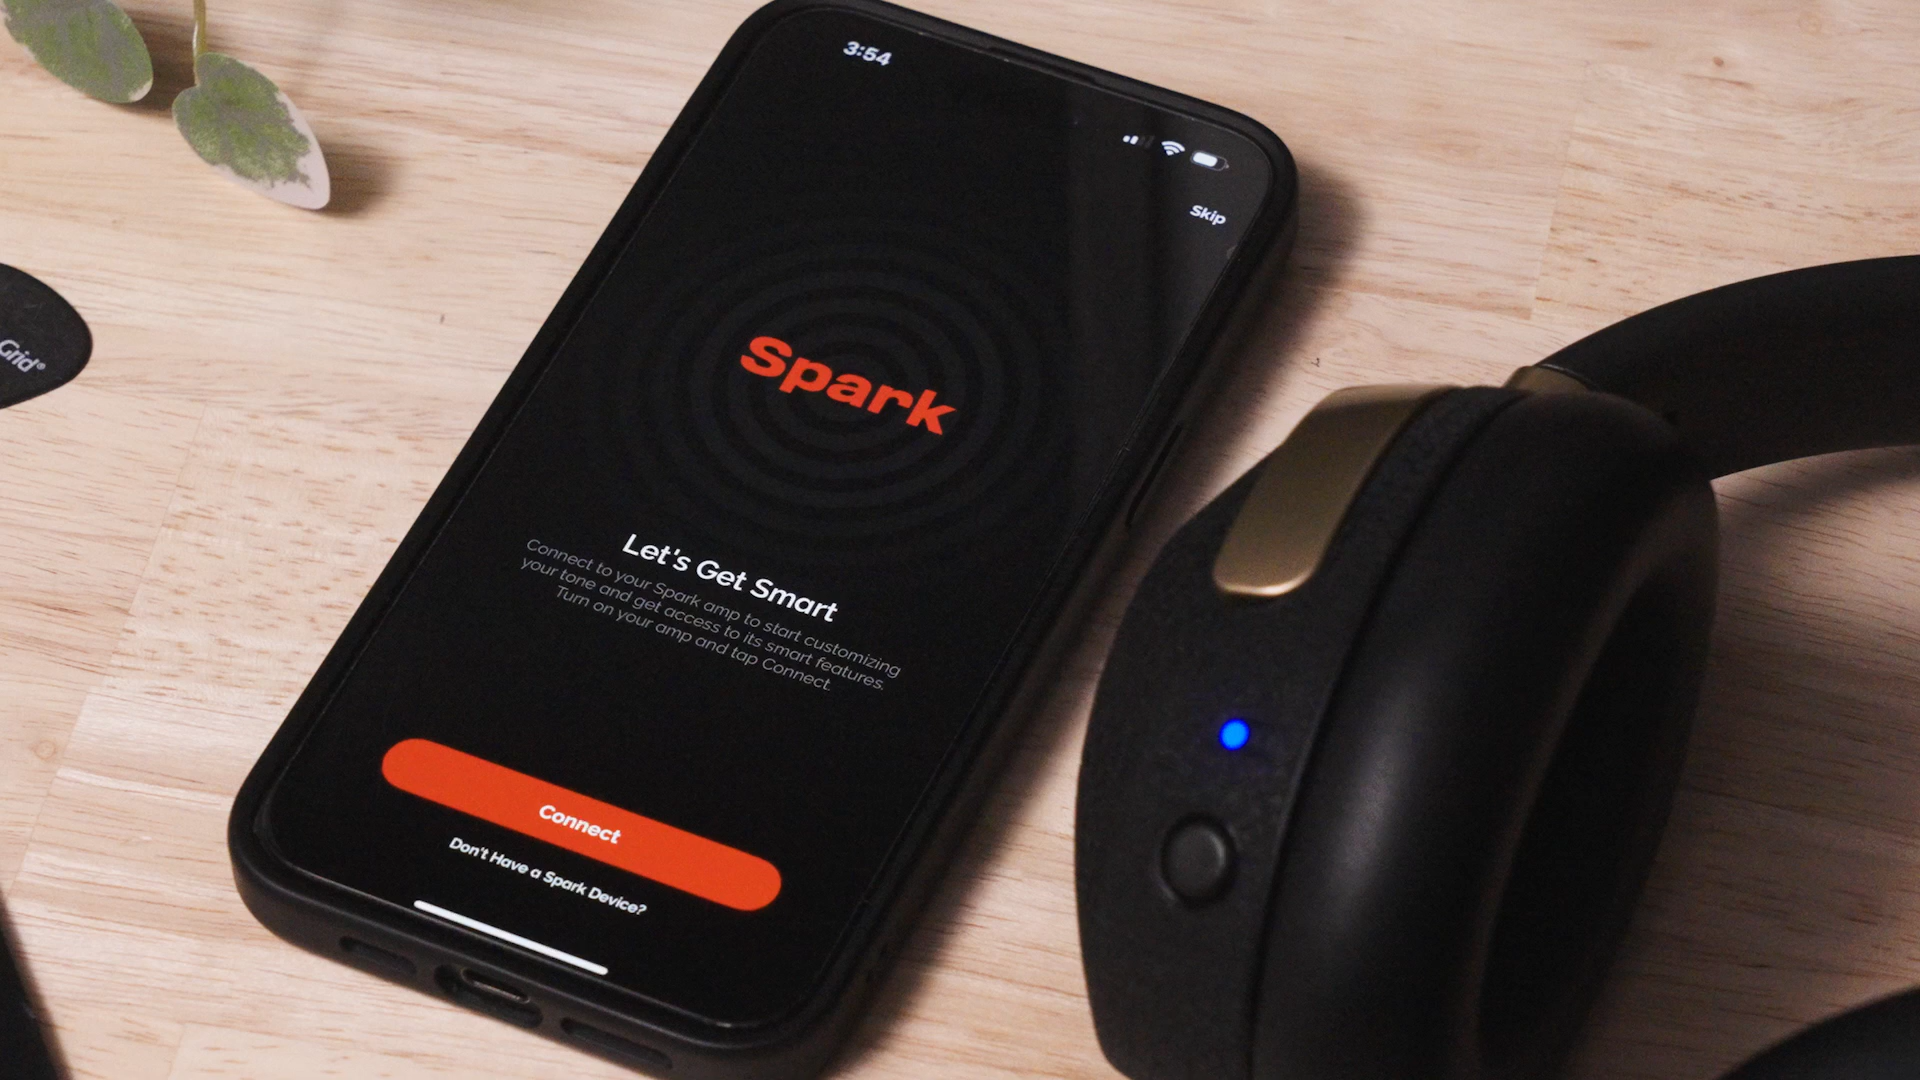 3:54
Skip
Grid®
Spark
Let's Get Smart
Connect to your Spark amp to start customizing
your tone and get access to its smart features.
Turn on your amp and tap Connect.
Connect
Don't Have a Spark Device?